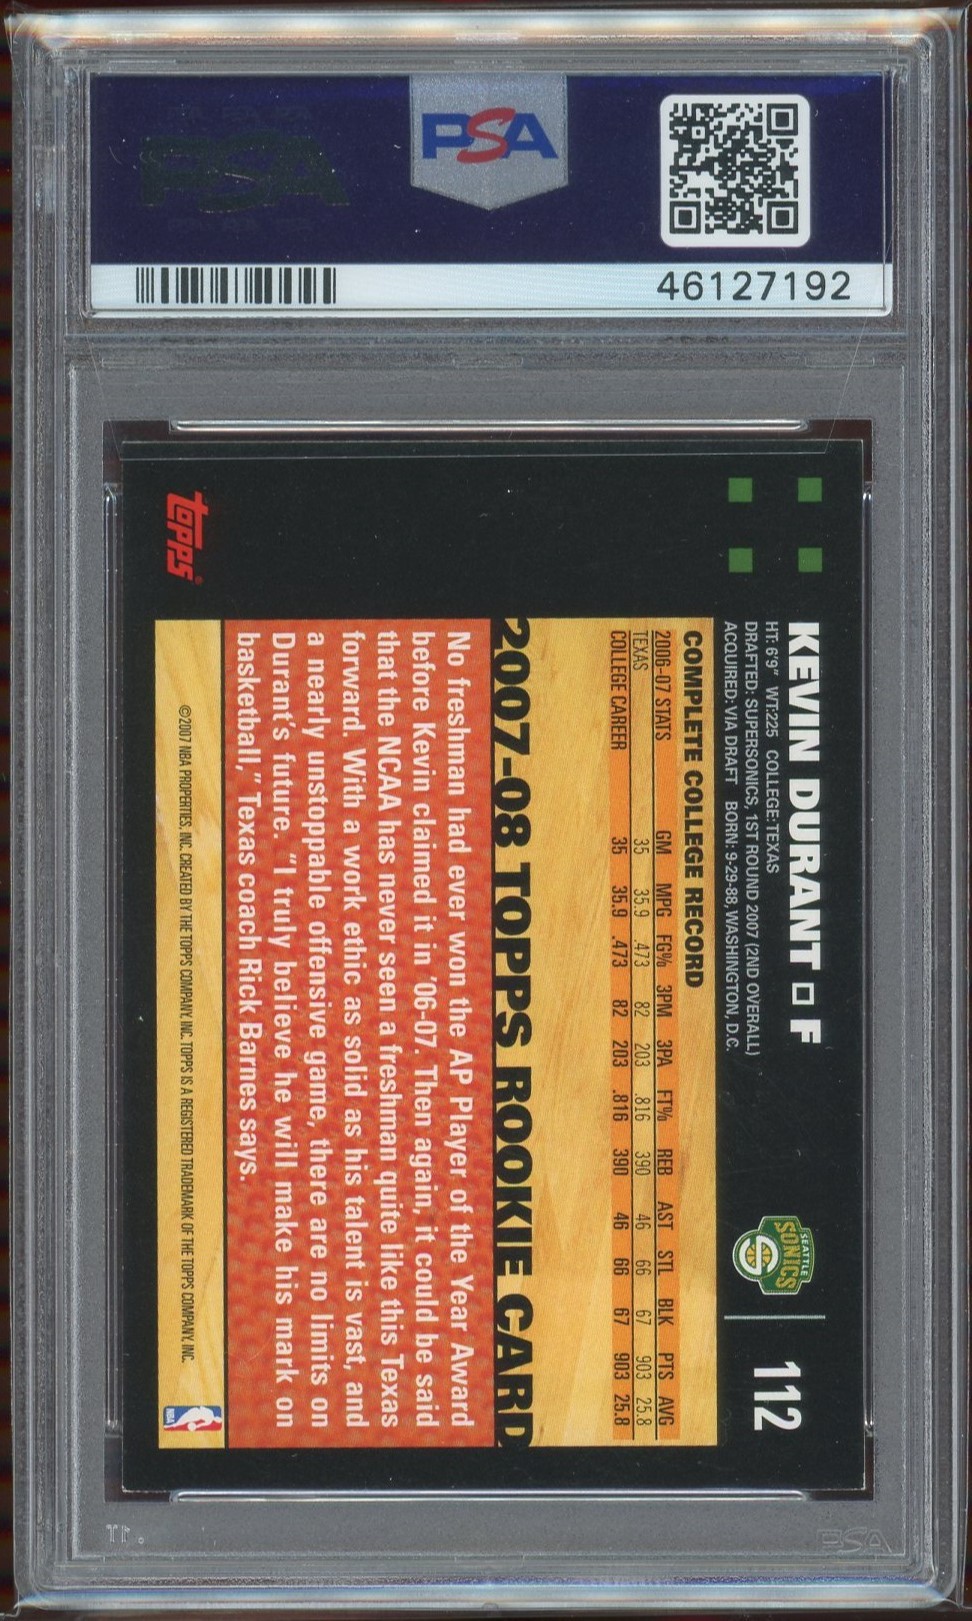 PSA
46127192
KEVIN DURANT □ F
HT: 6'9" WT:225 COLLEGE:TEXAS
DRAFTED: SUPERSONICS, 1ST ROUND 2007 (2ND OVERALL)
ACQUIRED: VIA DRAFT BORN: 9-29-88, WASHINGTON, D.C.
SEATTLE
SONICS
112
COMPLETE COLLEGE RECORD
2006-07 STATS GM MPG FG% 3PM 3PA FT% REB AST STL BLK PTS AVG
TEXAS 35 35.9 .473 82 203 .816 390 46 66 67 903 25.8
COLLEGE CAREER 35 35.9 .473 82 203 .816 390 46 66 67 903 25.8
2007-08 TOPPS ROOKIE CARD
No freshman had ever won the AP Player of the Year Award
before Kevin claimed it in '06-07. Then again, it could be said
that the NCAA has never seen a freshman quite like this Texas
forward. With a work ethic as solid as his talent is vast, and
a nearly unstoppable offensive game, there are no limits on
Durant's future. "I truly believe he will make his mark on
basketball," Texas coach Rick Barnes says.
©2007 NBA PROPERTIES, INC. CREATED BY THE TOPPS COMPANY, INC. TOPPS IS A REGISTERED TRADEMARK OF THE TOPPS COMPANY, INC.
topps®
NBA
PSA